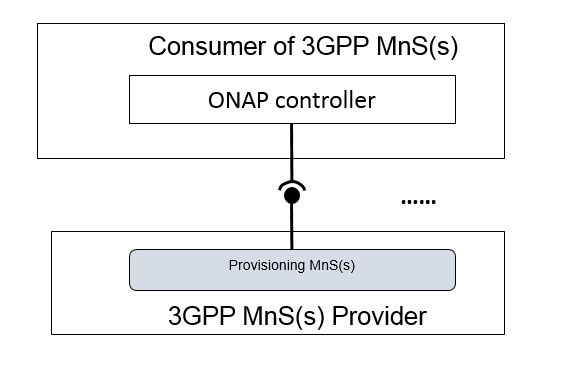 Consumer of 3GPP MnS(s)
ONAP controller
......
Provisioning MnS(s)
3GPP MnS(s) Provider